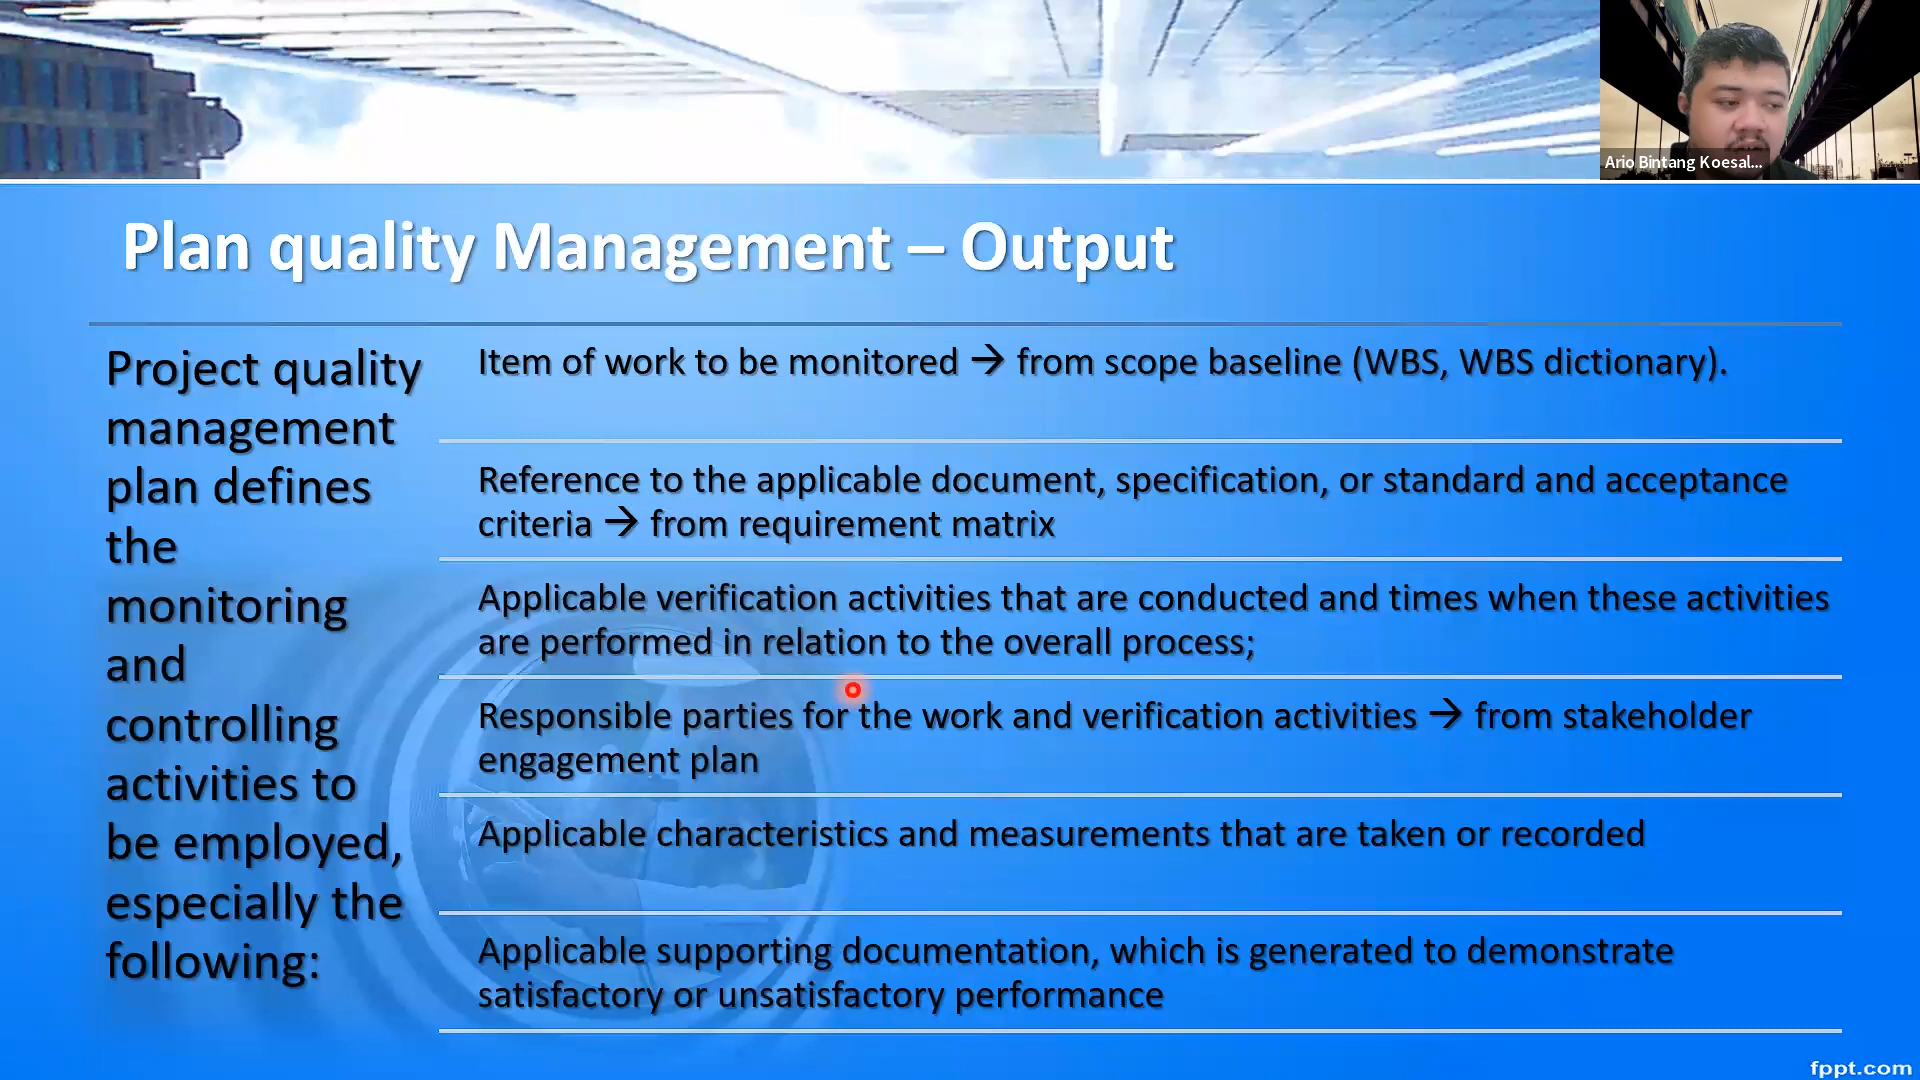 Ario Bintang Koesal...
Plan quality Management – Output
Project quality
management
plan defines
the
monitoring
and
controlling
activities to
be employed,
especially the
following:
Item of work to be monitored → from scope baseline (WBS, WBS dictionary).
Reference to the applicable document, specification, or standard and acceptance
criteria → from requirement matrix
Applicable verification activities that are conducted and times when these activities
are performed in relation to the overall process;
Responsible parties for the work and verification activities → from stakeholder
engagement plan
Applicable characteristics and measurements that are taken or recorded
Applicable supporting documentation, which is generated to demonstrate
satisfactory or unsatisfactory performance
fppt.com